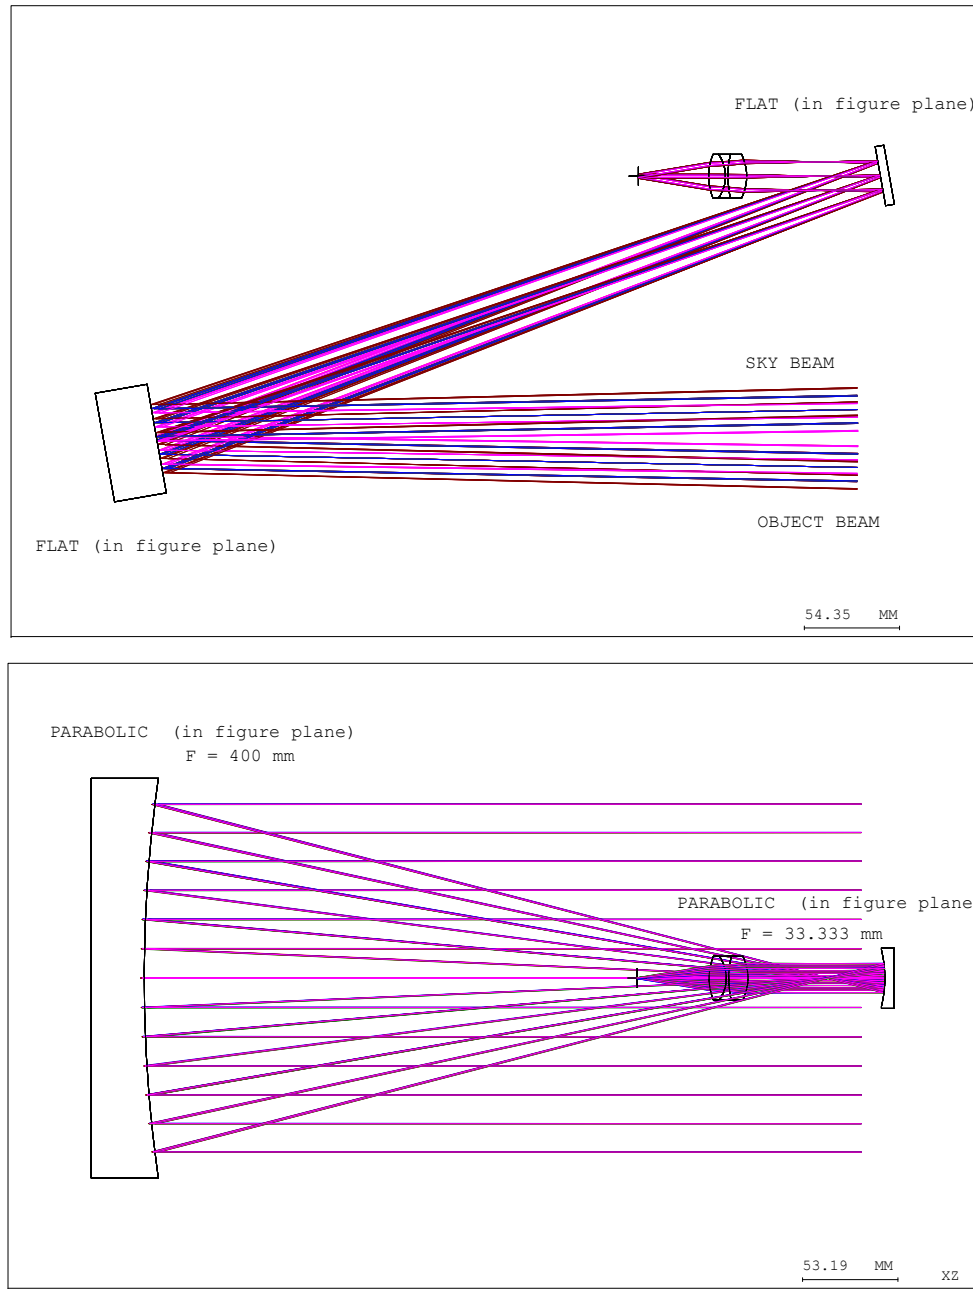 FLAT (in figure plane)
SKY BEAM
OBJECT BEAM
FLAT (in figure plane)
54.35 MM
PARABOLIC (in figure plane)
F = 400 mm
PARABOLIC (in figure plane
F = 33.333 mm
53.19 MM
XZ